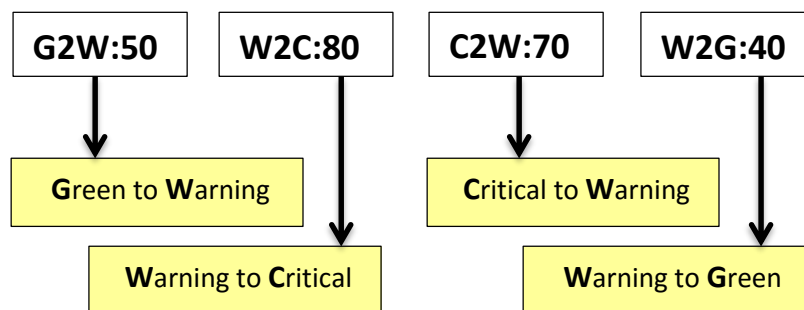 G2W:50
W2C:80
C2W:70
W2G:40
Green to Warning
Critical to Warning
Warning to Critical
Warning to Green